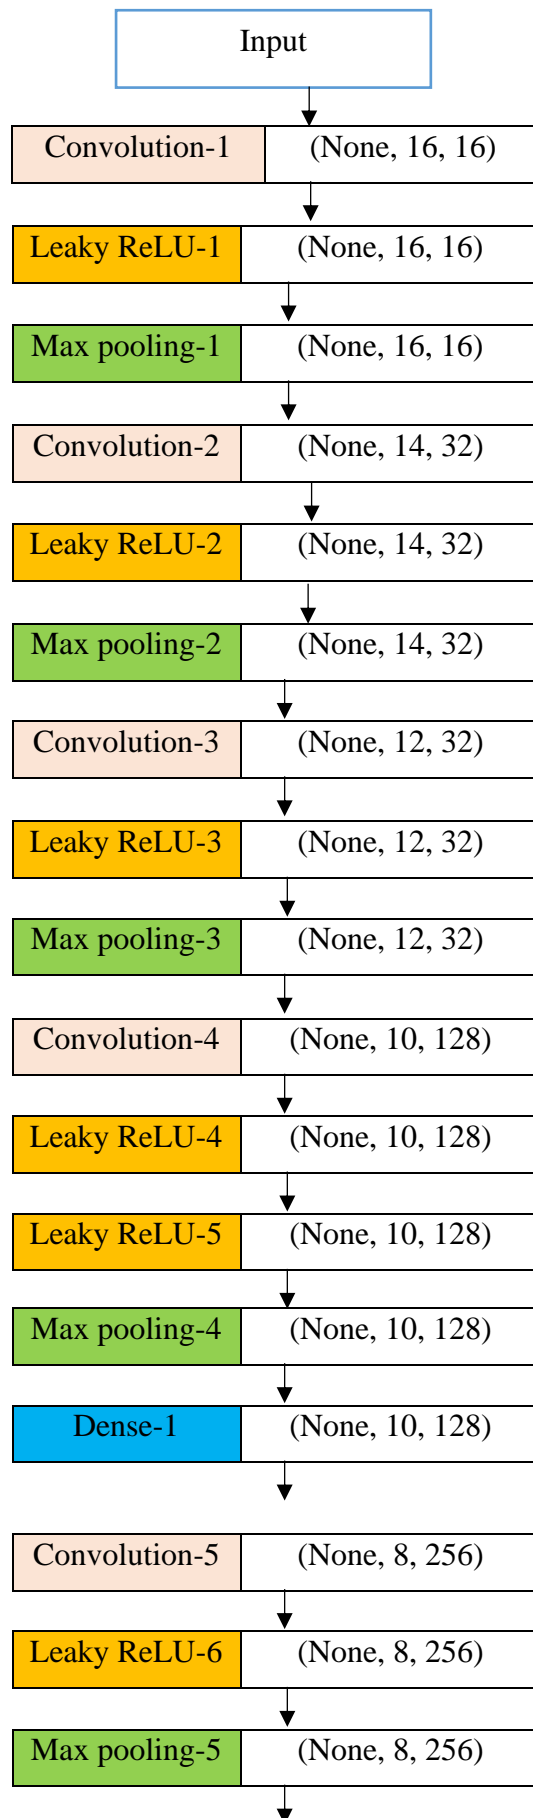 Input
Convolution-1 (None, 16, 16)
Leaky ReLU-1 (None, 16, 16)
Max pooling-1 (None, 16, 16)
Convolution-2 (None, 14, 32)
Leaky ReLU-2 (None, 14, 32)
Max pooling-2 (None, 14, 32)
Convolution-3 (None, 12, 32)
Leaky ReLU-3 (None, 12, 32)
Max pooling-3 (None, 12, 32)
Convolution-4 (None, 10, 128)
Leaky ReLU-4 (None, 10, 128)
Leaky ReLU-5 (None, 10, 128)
Max pooling-4 (None, 10, 128)
Dense-1 (None, 10, 128)
Convolution-5 (None, 8, 256)
Leaky ReLU-6 (None, 8, 256)
Max pooling-5 (None, 8, 256)